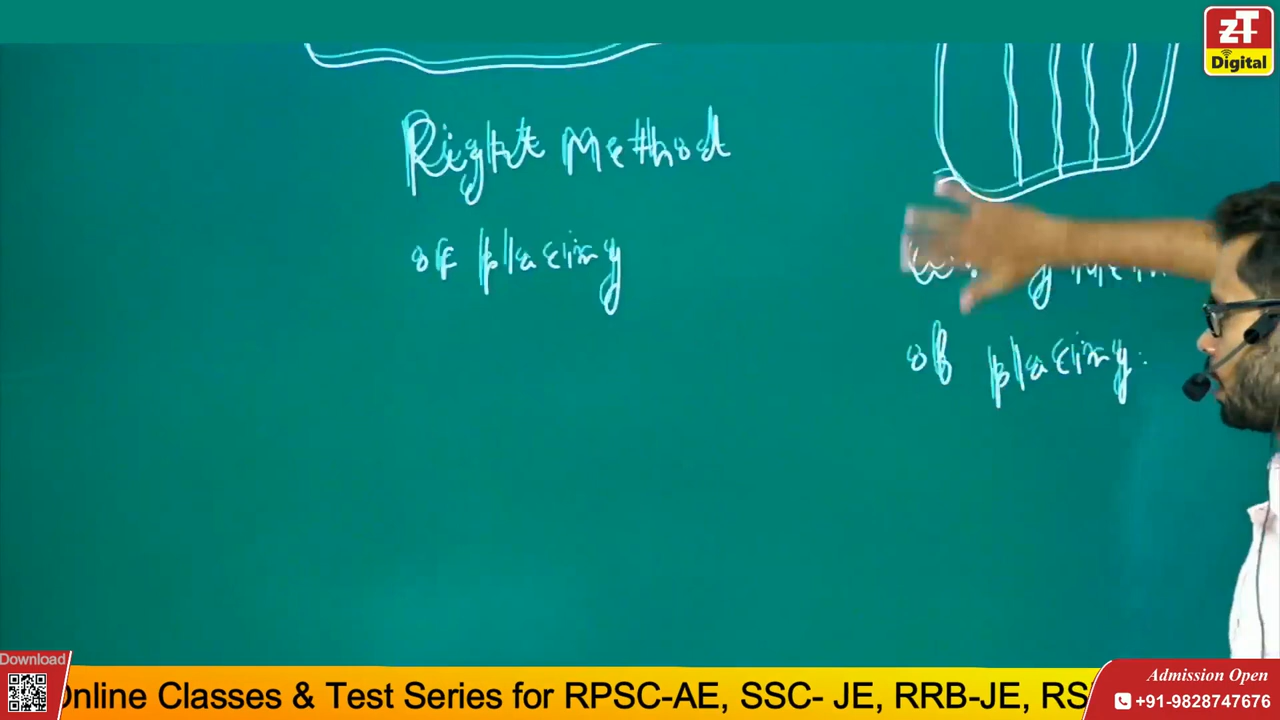 ZT
Digital
Right Method
of placing
of placing:
Download
Online Classes & Test Series for RPSC-AE, SSC- JE, RRB-JE, RS
Admission Open
+91-9828747676